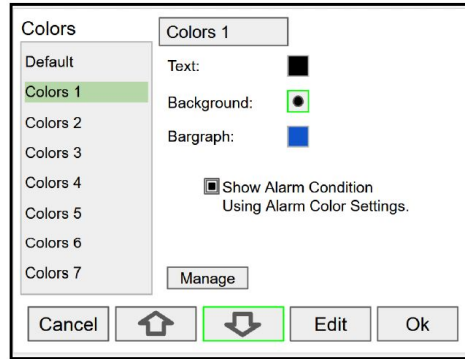 Colors
Default
Colors 1
Colors 2
Colors 3
Colors 4
Colors 5
Colors 6
Colors 7
Colors 1
Text:
Background:
Bargraph:
Show Alarm Condition
Using Alarm Color Settings.
Manage
Cancel
Edit
Ok